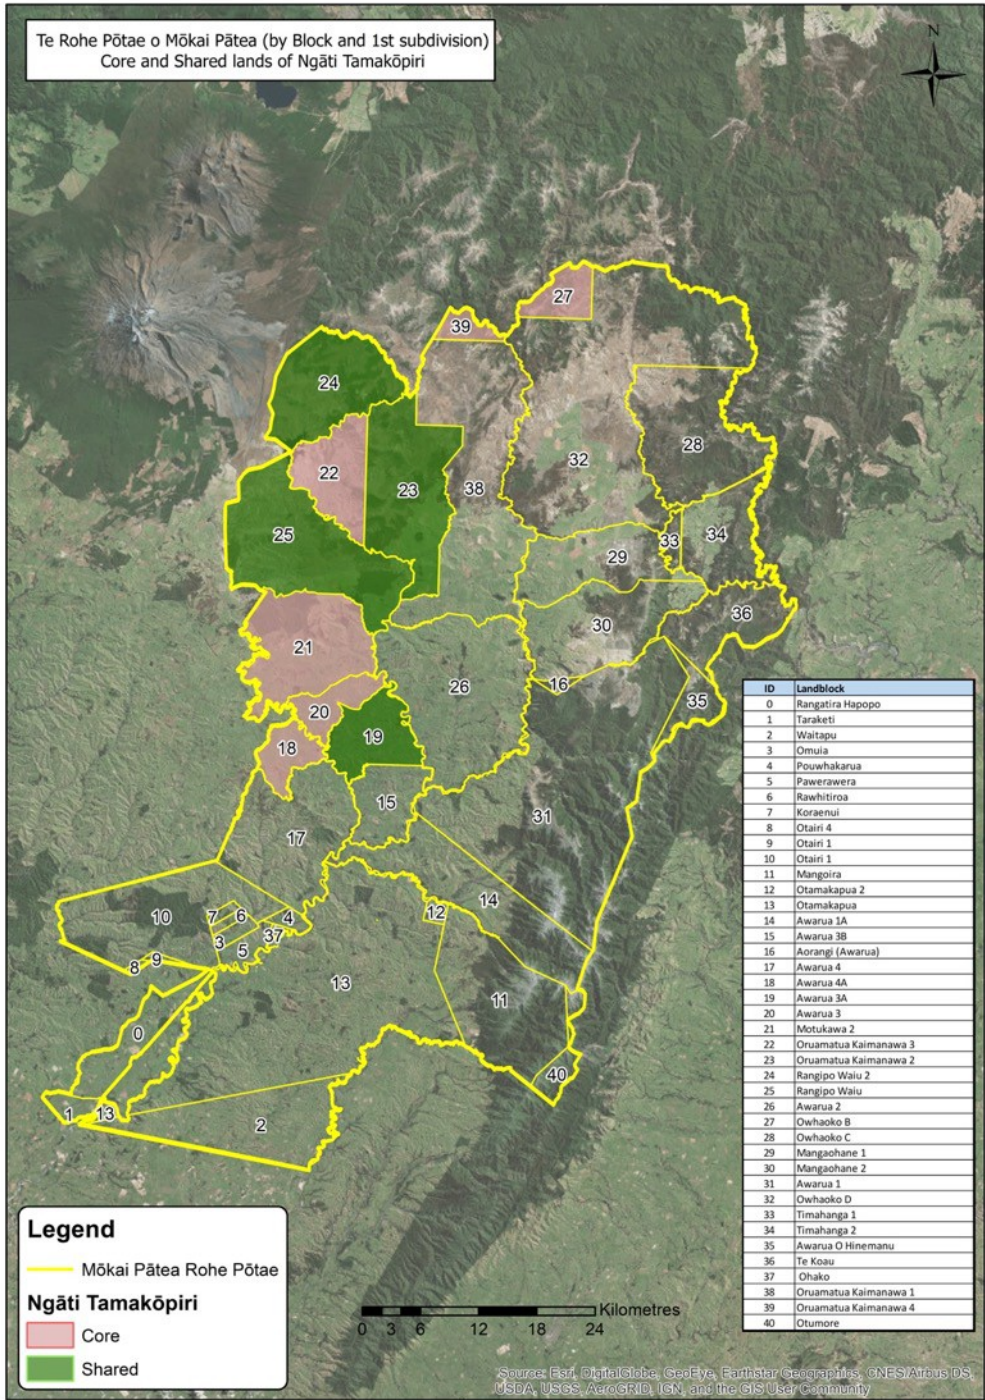 Te Rohe Pōtae o Mōkai Pātea (by Block and 1st subdivision)
Core and Shared lands of Ngāti Tamakōpiri
N
27
39
24
28
32
22
23
38
25
33
34
29
36
30
21
26
16
35
20
19
18
15
31
17
14
10
7
6
4
12
3
37
5
8
9
13
11
0
40
1
13
2
ID Landblock
0 Rangatira Hapopo
1 Taraketi
2 Waitapu
3 Omuia
4 Pouwhakarua
5 Pawerawera
6 Rawhitiroa
7 Koraenui
8 Otairi 4
9 Otairi 1
10 Otairi 1
11 Mangoira
12 Otamakapua 2
13 Otamakapua
14 Awarua 1A
15 Awarua 3B
16 Aorangi (Awarua)
17 Awarua 4
18 Awarua 4A
19 Awarua 3A
20 Awarua 3
21 Motukawa 2
22 Oruamatua Kaimanawa 3
23 Oruamatua Kaimanawa 2
24 Rangipo Waiu 2
25 Rangipo Waiu
26 Awarua 2
27 Owhaoko B
28 Owhaoko C
29 Mangaohane 1
30 Mangaohane 2
31 Awarua 1
32 Owhaoko D
33 Timahanga 1
34 Timahanga 2
35 Awarua O Hinemanu
36 Te Koau
37 Ohako
38 Oruamatua Kaimanawa 1
39 Oruamatua Kaimanawa 4
40 Otumore
Legend
Mōkai Pātea Rohe Pōtae
Ngāti Tamakōpiri
Core
Shared
Kilometres
0 3 6 12 18 24
Source: Esri, DigitalGlobe, GeoEye, Earthstar Geographics, CNES/Airbus DS,
USDA, USGS, AeroGRID, IGN, and the GIS User Community